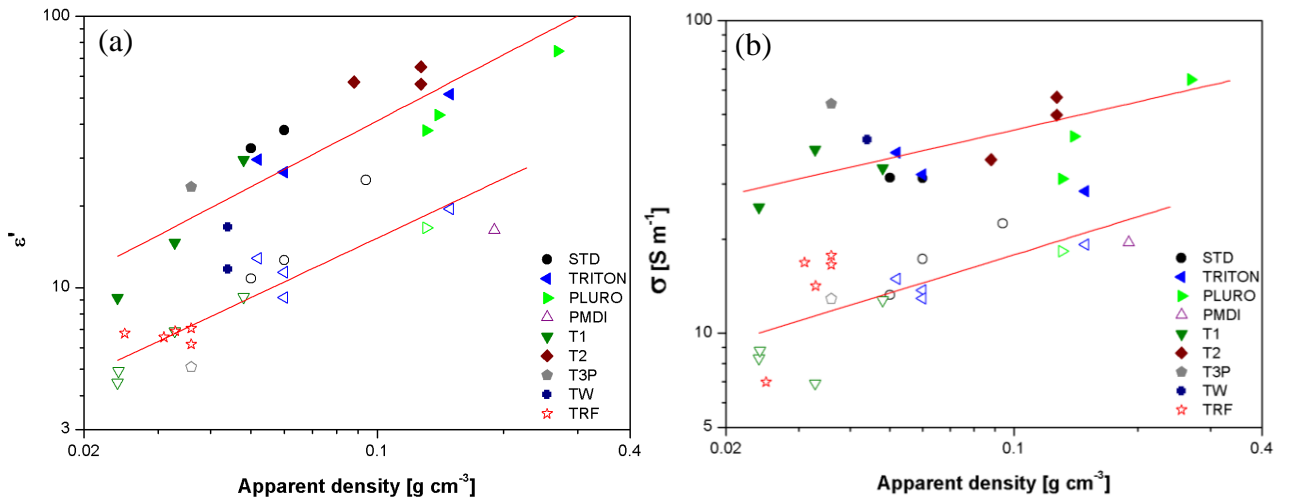 (a)
100
10
3
ε'
0.02
0.1
0.4
Apparent density [g cm⁻³]
STD
TRITON
PLURO
PMDI
T1
T2
T3P
TW
TRF
(b)
100
10
5
σ [S m⁻¹]
0.02
0.1
0.4
Apparent density [g cm⁻³]
STD
TRITON
PLURO
PMDI
T1
T2
T3P
TW
TRF